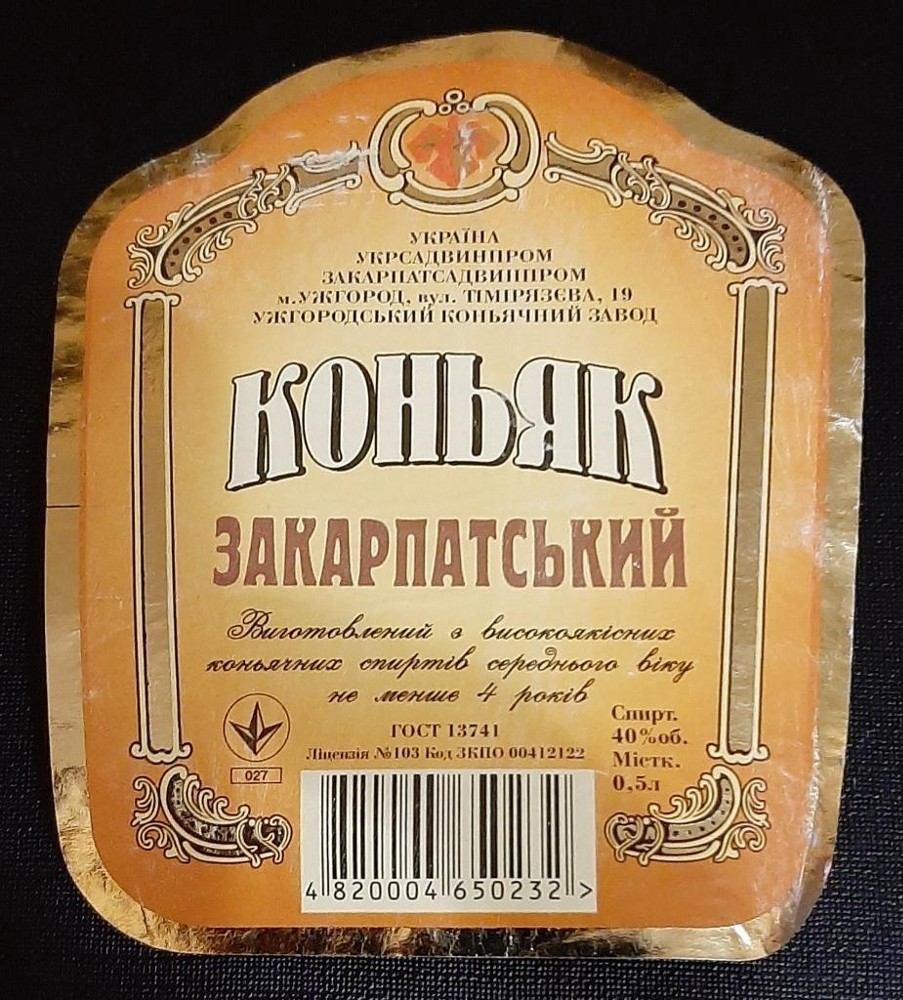 УКРАЇНА
УКРСАДВИНПРОМ
ЗАКАРПАТСАДВИНПРОМ
м.УЖГОРОД, вул. ТІМІРЯЗЄВА, 19
УЖГОРОДСЬКИЙ КОНЬЯЧНИЙ ЗАВОД
КОНЬЯК
ЗАКАРПАТСЬКИЙ
Виготовлений з високоякісних
коньячних спиртів середнього віку
не менше 4 років
ГОСТ 13741
Ліцензія №103 Код ЗКПО 00412122
Спирт.
40%об.
Містк.
0,5л
027
4 820004 650232 >